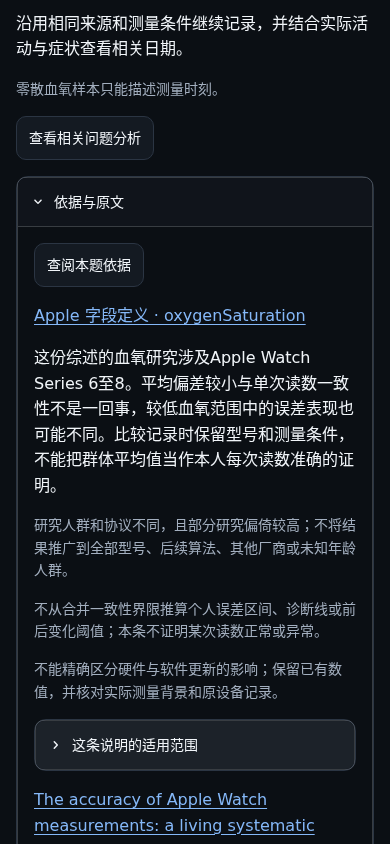 沿用相同来源和测量条件继续记录，并结合实际活
动与症状查看相关日期。
零散血氧样本只能描述测量时刻。
查看相关问题分析
依据与原文
查阅本题依据
Apple 字段定义 · oxygenSaturation
这份综述的血氧研究涉及Apple Watch
Series 6至8。平均偏差较小与单次读数一致
性不是一回事，较低血氧范围中的误差表现也
可能不同。比较记录时保留型号和测量条件，
不能把群体平均值当作本人每次读数准确的证
明。
研究人群和协议不同，且部分研究偏倚较高；不将结
果推广到全部型号、后续算法、其他厂商或未知年龄
人群。
不从合并一致性界限推算个人误差区间、诊断线或前
后变化阈值；本条不证明某次读数正常或异常。
不能精确区分硬件与软件更新的影响；保留已有数
值，并核对实际测量背景和原设备记录。
这条说明的适用范围
The accuracy of Apple Watch
measurements: a living systematic